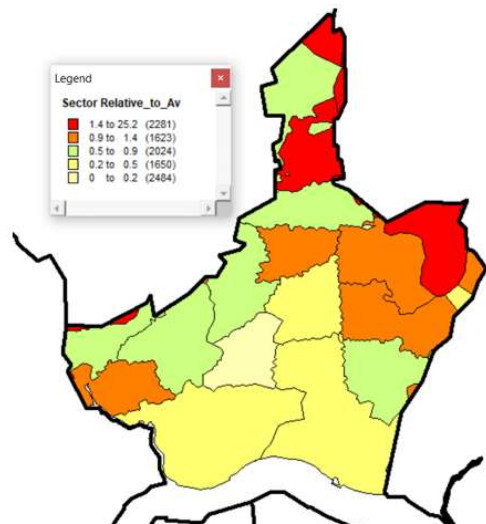 Legend
Sector Relative_to_Av
1.4 to 25.2 (2281)
0.9 to 1.4 (1623)
0.5 to 0.9 (2024)
0.2 to 0.5 (1650)
0 to 0.2 (2484)